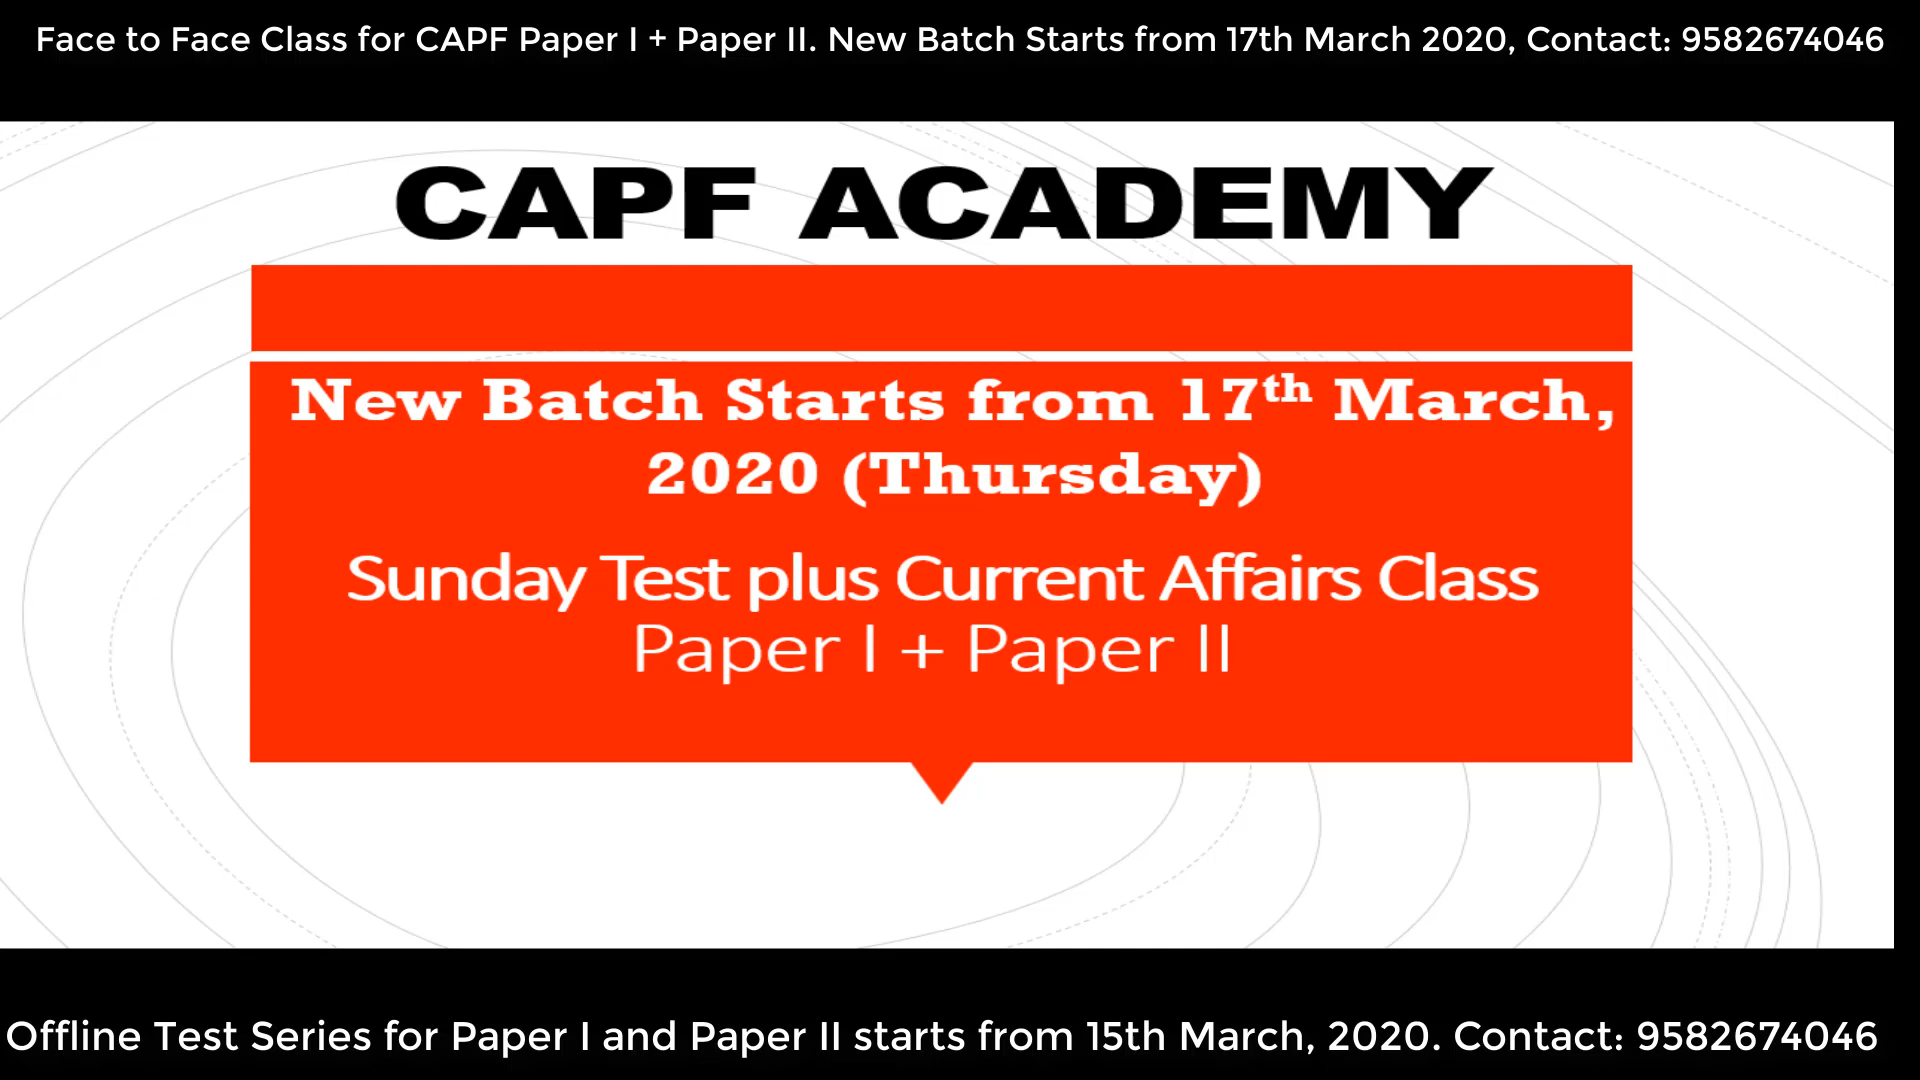 Face to Face Class for CAPF Paper I + Paper II. New Batch Starts from 17th March 2020, Contact: 9582674046
CAPF ACADEMY
New Batch Starts from 17th March,
2020 (Thursday)
Sunday Test plus Current Affairs Class
Paper I + Paper II
Offline Test Series for Paper I and Paper II starts from 15th March, 2020. Contact: 9582674046